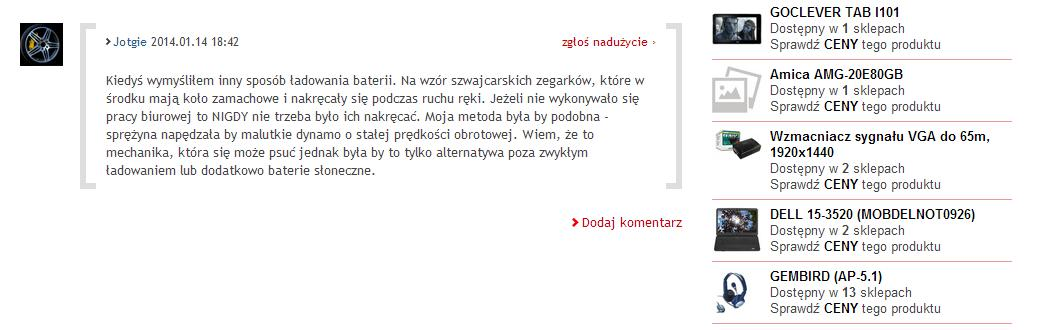 Jotgie 2014.01.14 18:42
zgłoś nadużycie
Kiedyś wymyśliłem inny sposób ładowania baterii. Na wzór szwajcarskich zegarków, które w
środku mają koło zamachowe i nakręcały się podczas ruchu ręki. Jeżeli nie wykonywało się
pracy biurowej to NIGDY nie trzeba było ich nakręcać. Moja metoda była by podobna -
sprężyna napędzała by malutkie dynamo o stałej prędkości obrotowej. Wiem, że to
mechanika, która się może psuć jednak była by to tylko alternatywa poza zwykłym
ładowaniem lub dodatkowo baterie słoneczne.
Dodaj komentarz
GOCLEVER TAB I101
Dostępny w 1 sklepach
Sprawdź CENY tego produktu
Amica AMG-20E80GB
Dostępny w 1 sklepach
Sprawdź CENY tego produktu
Wzmacniacz sygnału VGA do 65m,
1920x1440
Dostępny w 2 sklepach
Sprawdź CENY tego produktu
DELL 15-3520 (MOBDELNOT0926)
Dostępny w 2 sklepach
Sprawdź CENY tego produktu
GEMBIRD (AP-5.1)
Dostępny w 13 sklepach
Sprawdź CENY tego produktu